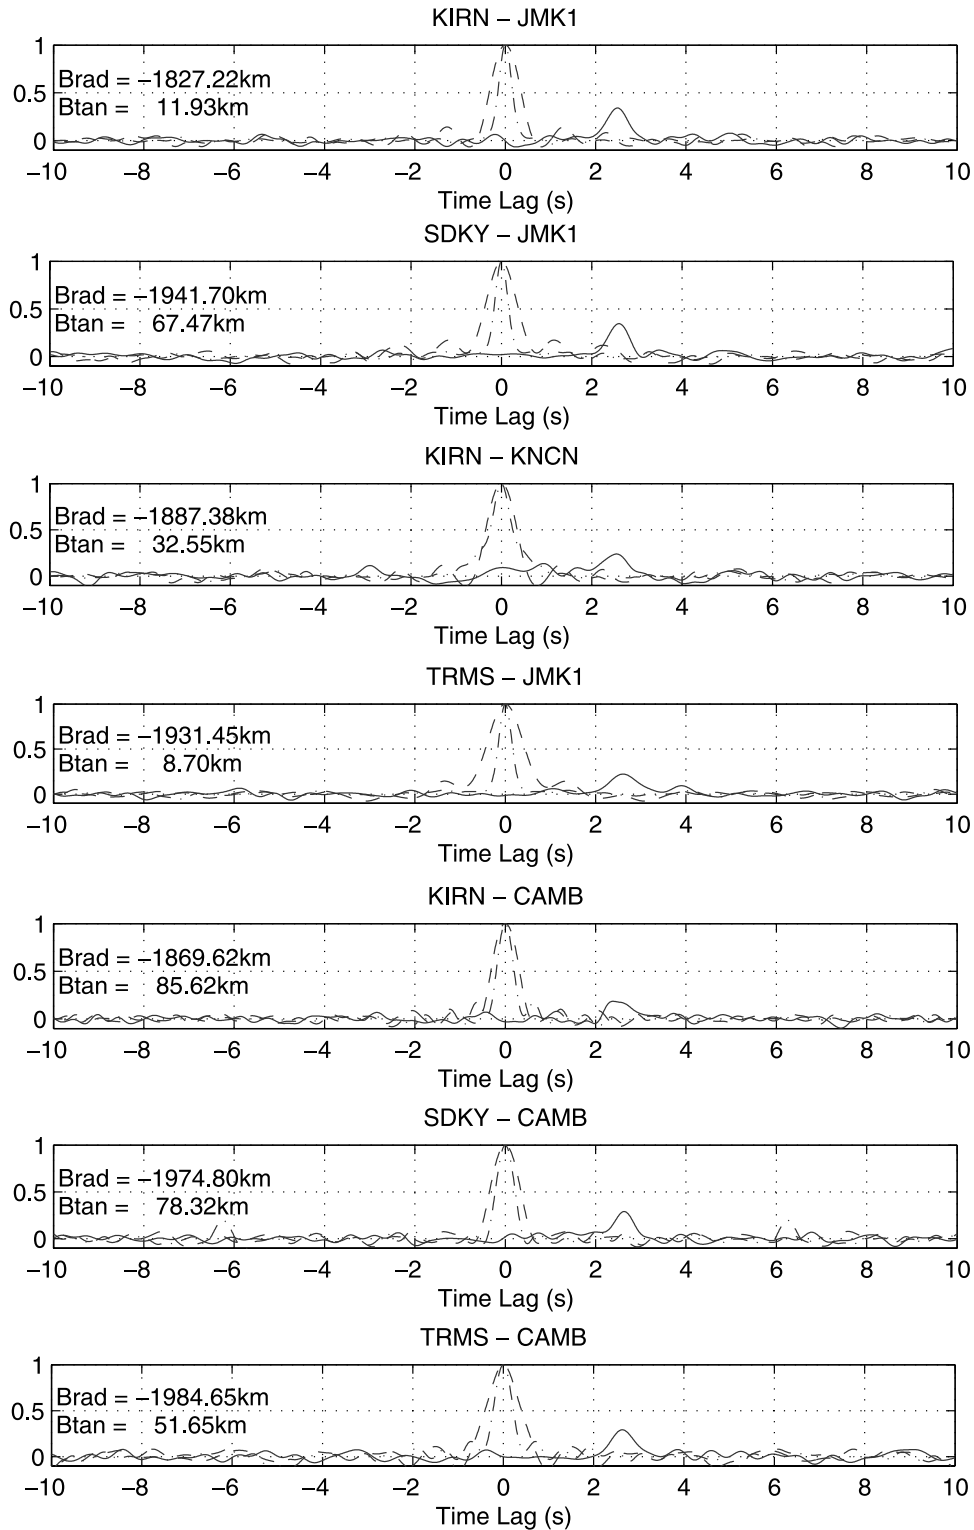 KIRN – JMK1
1
Brad = −1827.22km
0.5
Btan = 11.93km
0
−10 −8 −6 −4 −2 0 2 4 6 8 10
Time Lag (s)
SDKY – JMK1
1
Brad = −1941.70km
0.5
Btan = 67.47km
0
−10 −8 −6 −4 −2 0 2 4 6 8 10
Time Lag (s)
KIRN – KNCN
1
Brad = −1887.38km
0.5
Btan = 32.55km
0
−10 −8 −6 −4 −2 0 2 4 6 8 10
Time Lag (s)
TRMS – JMK1
1
Brad = −1931.45km
0.5
Btan = 8.70km
0
−10 −8 −6 −4 −2 0 2 4 6 8 10
Time Lag (s)
KIRN – CAMB
1
Brad = −1869.62km
0.5
Btan = 85.62km
0
−10 −8 −6 −4 −2 0 2 4 6 8 10
Time Lag (s)
SDKY – CAMB
1
Brad = −1974.80km
0.5
Btan = 78.32km
0
−10 −8 −6 −4 −2 0 2 4 6 8 10
Time Lag (s)
TRMS – CAMB
1
Brad = −1984.65km
0.5
Btan = 51.65km
0
−10 −8 −6 −4 −2 0 2 4 6 8 10
Time Lag (s)